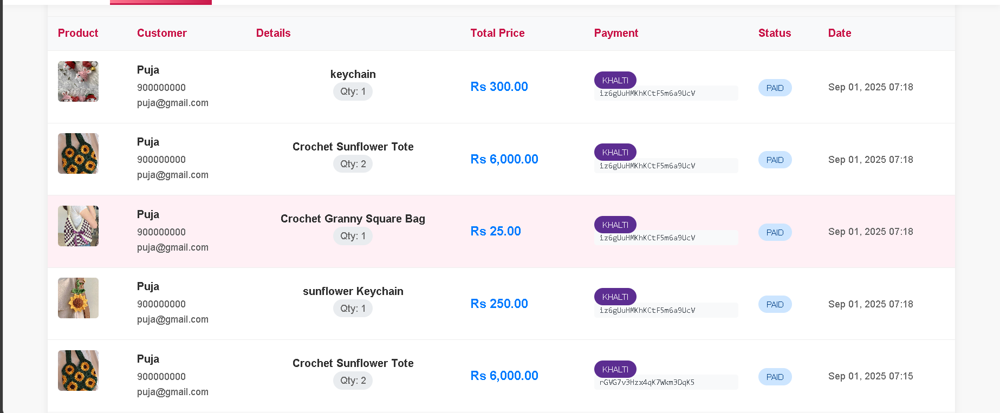 Product Customer Details Total Price Payment Status Date
Puja
900000000
puja@gmail.com
keychain
Qty: 1
Rs 300.00
KHALTI
iz6gUuHMKhKCtF5m6a9UcV
PAID
Sep 01, 2025 07:18
Puja
900000000
puja@gmail.com
Crochet Sunflower Tote
Qty: 2
Rs 6,000.00
KHALTI
iz6gUuHMKhKCtF5m6a9UcV
PAID
Sep 01, 2025 07:18
Puja
900000000
puja@gmail.com
Crochet Granny Square Bag
Qty: 1
Rs 25.00
KHALTI
iz6gUuHMKhKCtF5m6a9UcV
PAID
Sep 01, 2025 07:18
Puja
900000000
puja@gmail.com
sunflower Keychain
Qty: 1
Rs 250.00
KHALTI
iz6gUuHMKhKCtF5m6a9UcV
PAID
Sep 01, 2025 07:18
Puja
900000000
puja@gmail.com
Crochet Sunflower Tote
Qty: 2
Rs 6,000.00
KHALTI
rGVG7v3Hzx4qK7Wkm3DqK5
PAID
Sep 01, 2025 07:15